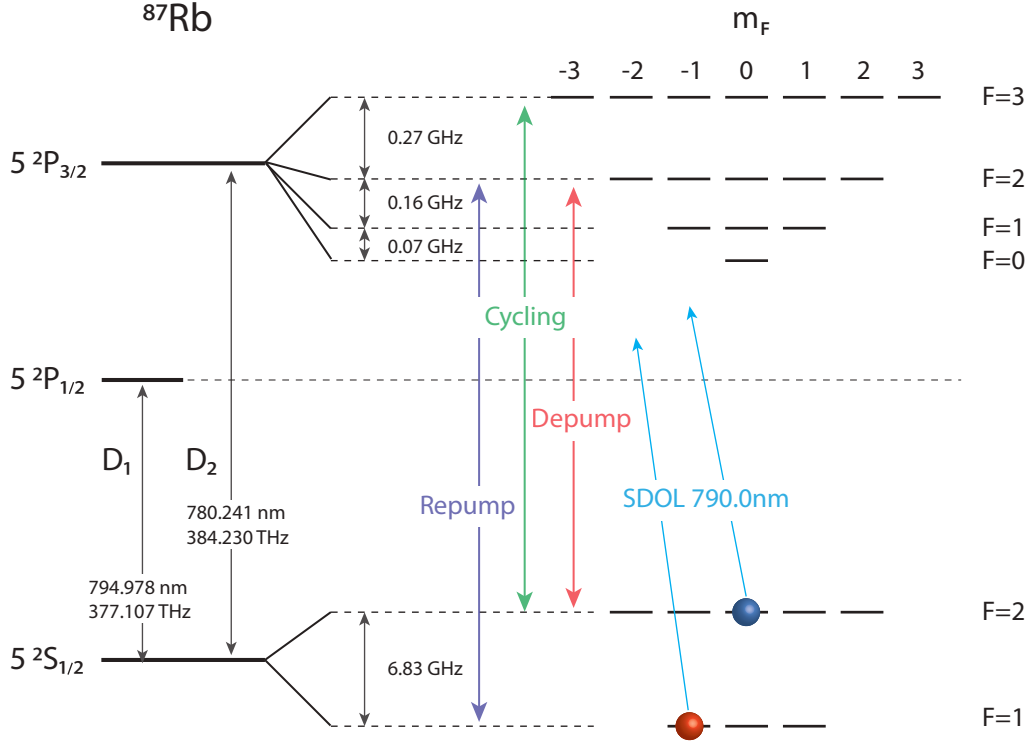 ⁸⁷Rb
m_F
-3 -2 -1 0 1 2 3
F=3
0.27 GHz
5 ²P₃/₂
F=2
0.16 GHz
F=1
0.07 GHz
F=0
Cycling
5 ²P₁/₂
Depump
D₁
D₂
SDOL 790.0nm
Repump
780.241 nm
384.230 THz
794.978 nm
377.107 THz
F=2
5 ²S₁/₂
6.83 GHz
F=1